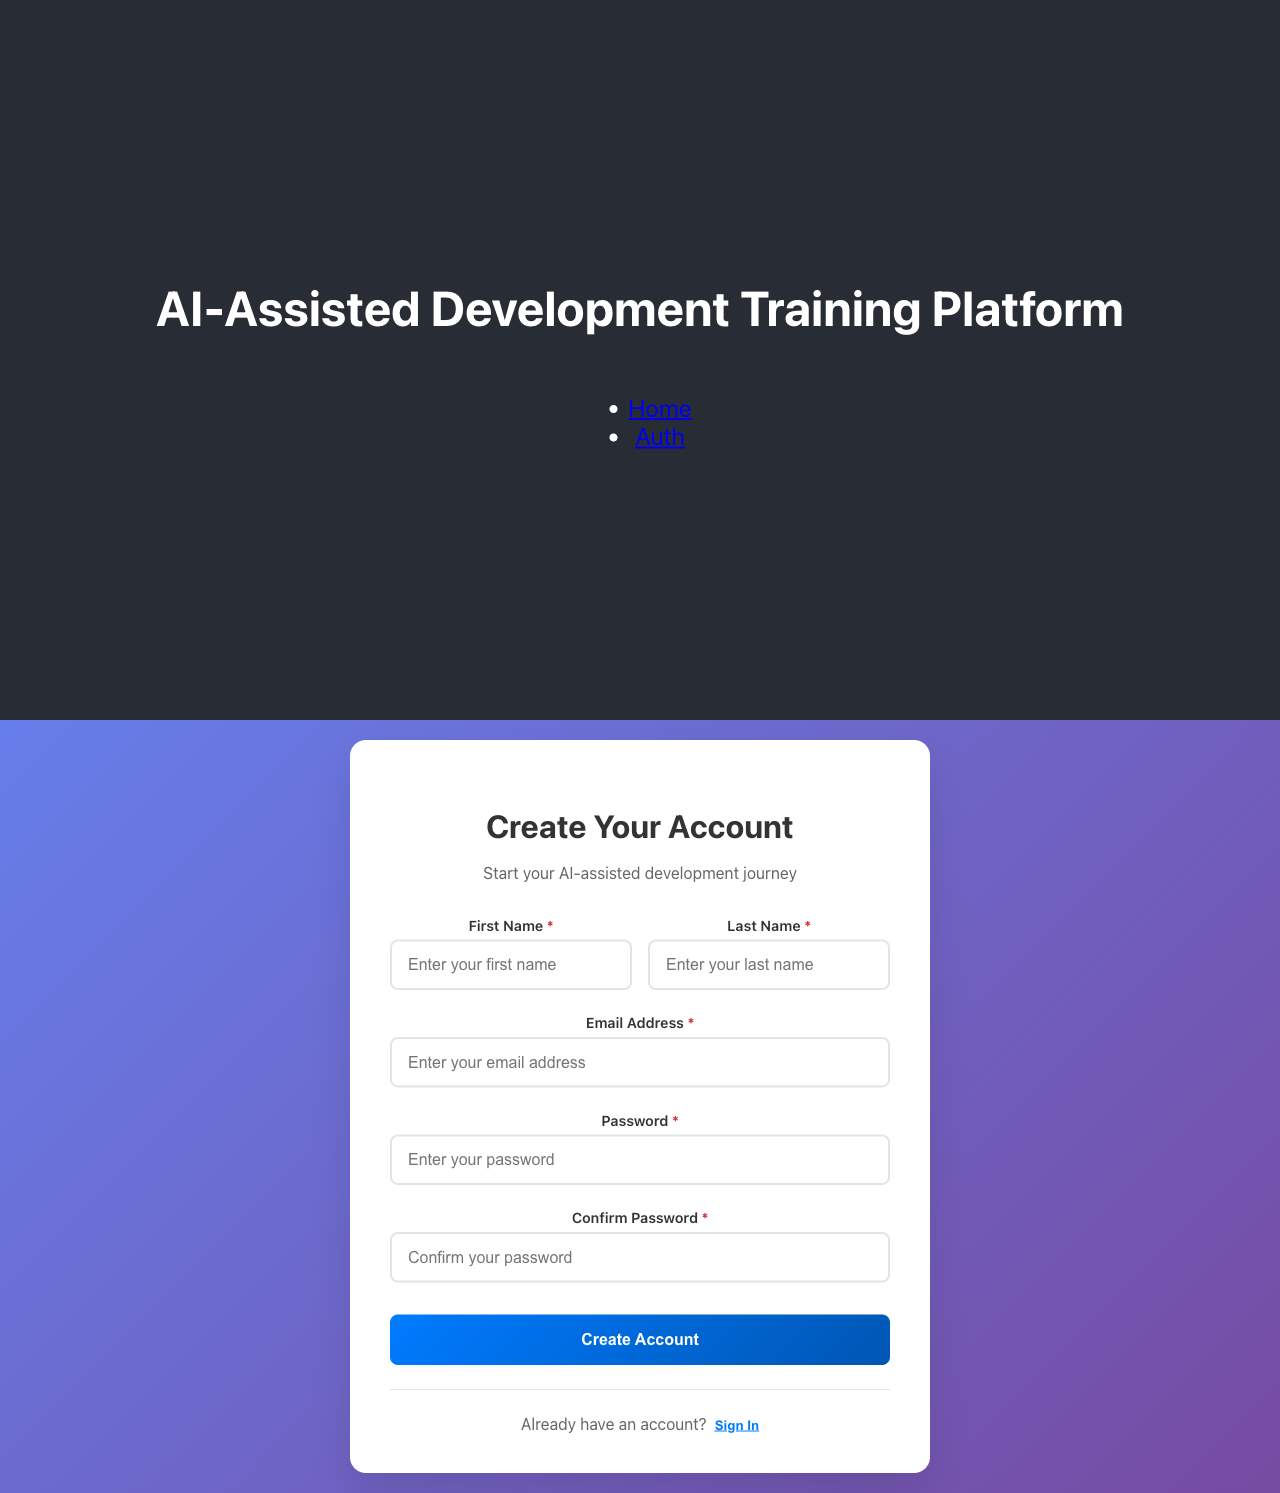 AI-Assisted Development Training Platform
• Home
• Auth
Create Your Account
Start your AI-assisted development journey
First Name *
Last Name *
Enter your first name
Enter your last name
Email Address *
Enter your email address
Password *
Enter your password
Confirm Password *
Confirm your password
Create Account
Already have an account? Sign In